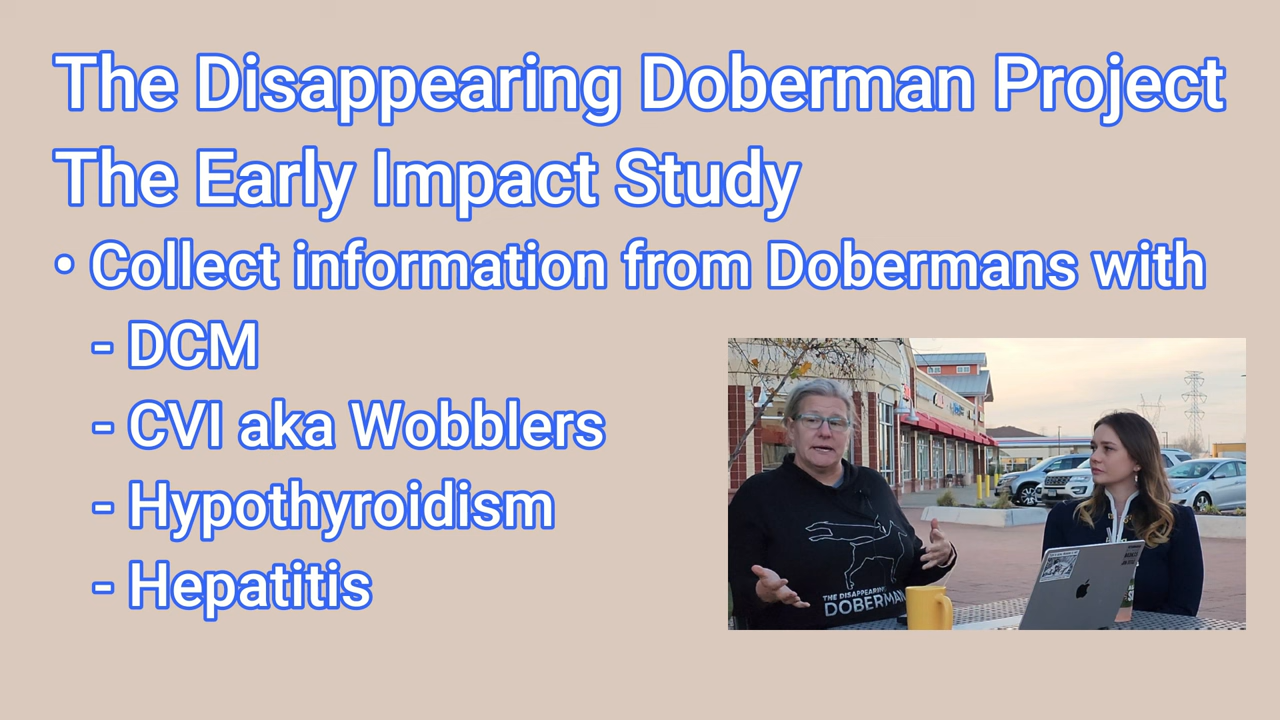 The Disappearing Doberman Project
The Early Impact Study
• Collect information from Dobermans with
- DCM
- CVI aka Wobblers
- Hypothyroidism
- Hepatitis
THE DISAPPEARING
DOBERMAN